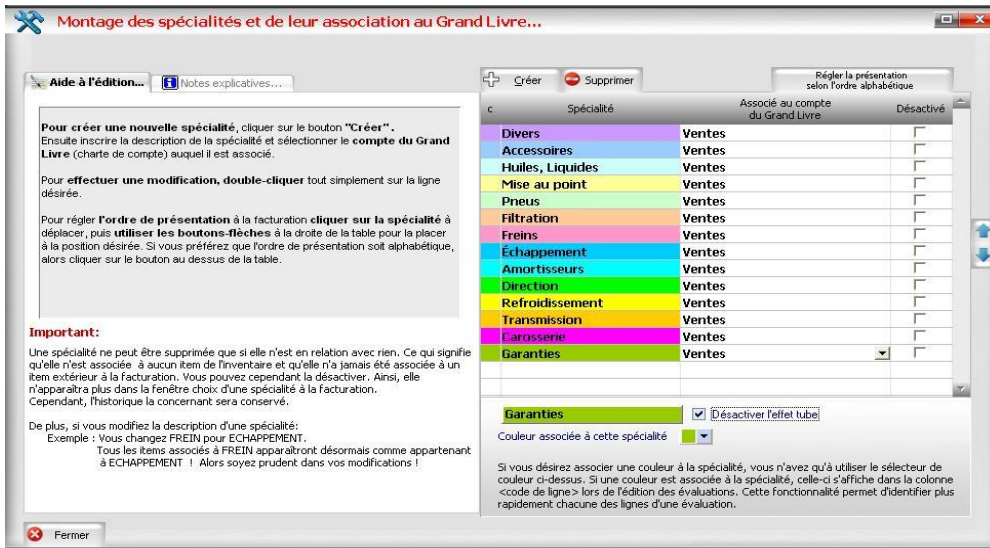 Montage des spécialités et de leur association au Grand Livre...
Aide à l'édition...
Notes explicatives...
Pour créer une nouvelle spécialité, cliquer sur le bouton "Créer" .
Ensuite inscrire la description de la spécialité et sélectionner le compte du Grand
Livre (charte de compte) auquel il est associé.
Pour effectuer une modification, double-cliquer tout simplement sur la ligne
désirée.
Pour régler l'ordre de présentation à la facturation cliquer sur la spécialité à
déplacer, puis utiliser les boutons-flèches à la droite de la table pour la placer
à la position désirée. Si vous préférez que l'ordre de présentation soit alphabétique,
alors cliquer sur le bouton au dessus de la table.
Important:
Une spécialité ne peut être supprimée que si elle n'est en relation avec rien. Ce qui signifie
qu'elle n'est associée à aucun item de l'inventaire et qu'elle n'a jamais été associée à un
item extérieur à la facturation. Vous pouvez cependant la désactiver. Ainsi, elle
n'apparaîtra plus dans la fenêtre choix d'une spécialité à la facturation.
Cependant, l'historique la concernant sera conservé.
De plus, si vous modifiez la description d'une spécialité:
Exemple : Vous changez FREIN pour ECHAPPEMENT.
Tous les items associés à FREIN apparaîtront désormais comme appartenant
à ECHAPPEMENT ! Alors soyez prudent dans vos modifications !
Fermer
Créer
Supprimer
Régler la présentation
selon l'ordre alphabétique
c Spécialité Associé au compte du Grand Livre Désactivé
Divers Ventes
Accessoires Ventes
Huiles, Liquides Ventes
Mise au point Ventes
Pneus Ventes
Filtration Ventes
Freins Ventes
Échappement Ventes
Amortisseurs Ventes
Direction Ventes
Refroidissement Ventes
Transmission Ventes
Carosserie Ventes
Garanties Ventes
Garanties Désactiver l'effet tube
Couleur associée à cette spécialité
Si vous désirez associer une couleur à la spécialité, vous n'avez qu'à utiliser le sélecteur de
couleur ci-dessus. Si une couleur est associée à la spécialité, celle-ci s'affiche dans la colonne
<code de ligne> lors de l'édition des évaluations. Cette fonctionnalité permet d'identifier plus
rapidement chacune des lignes d'une évaluation.